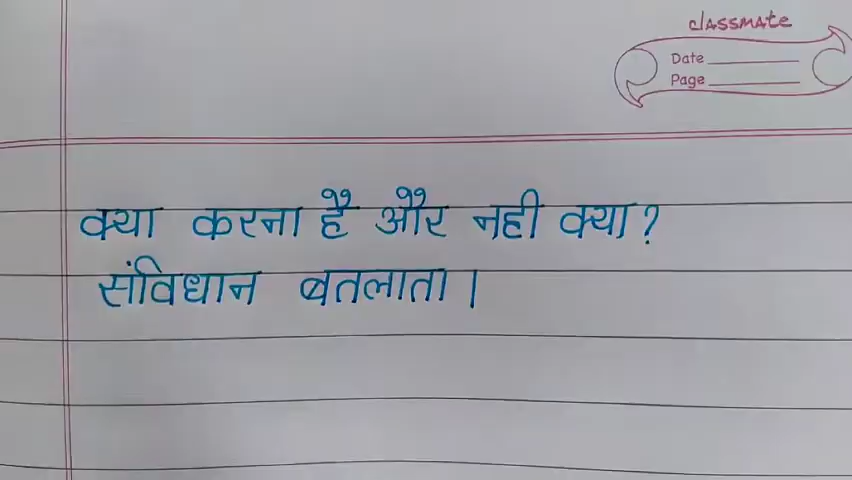 classmate
Date
Page
क्या करना है और नही क्या?
संविधान बतलाता।